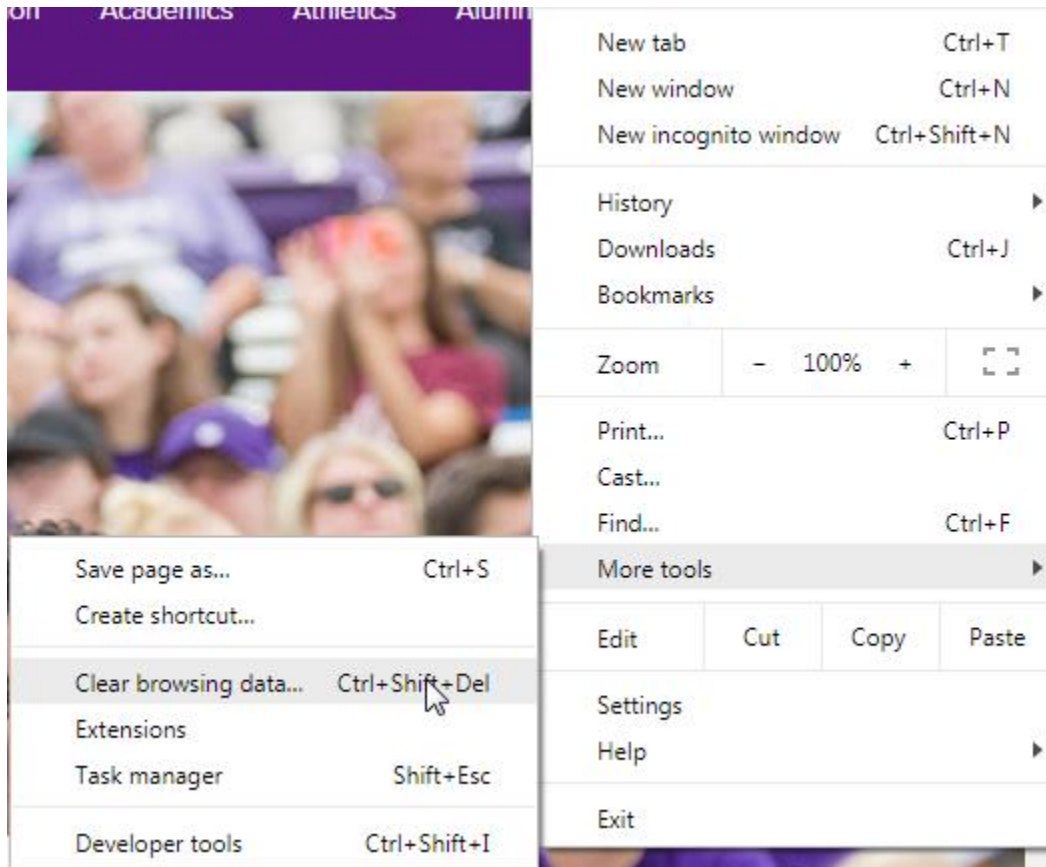 Academics Athletics
New tab Ctrl+T
New window Ctrl+N
New incognito window Ctrl+Shift+N
History
Downloads Ctrl+J
Bookmarks
Zoom - 100% +
Print... Ctrl+P
Cast...
Find... Ctrl+F
More tools
Edit Cut Copy Paste
Settings
Help
Exit
Save page as... Ctrl+S
Create shortcut...
Clear browsing data... Ctrl+Shift+Del
Extensions
Task manager Shift+Esc
Developer tools Ctrl+Shift+I